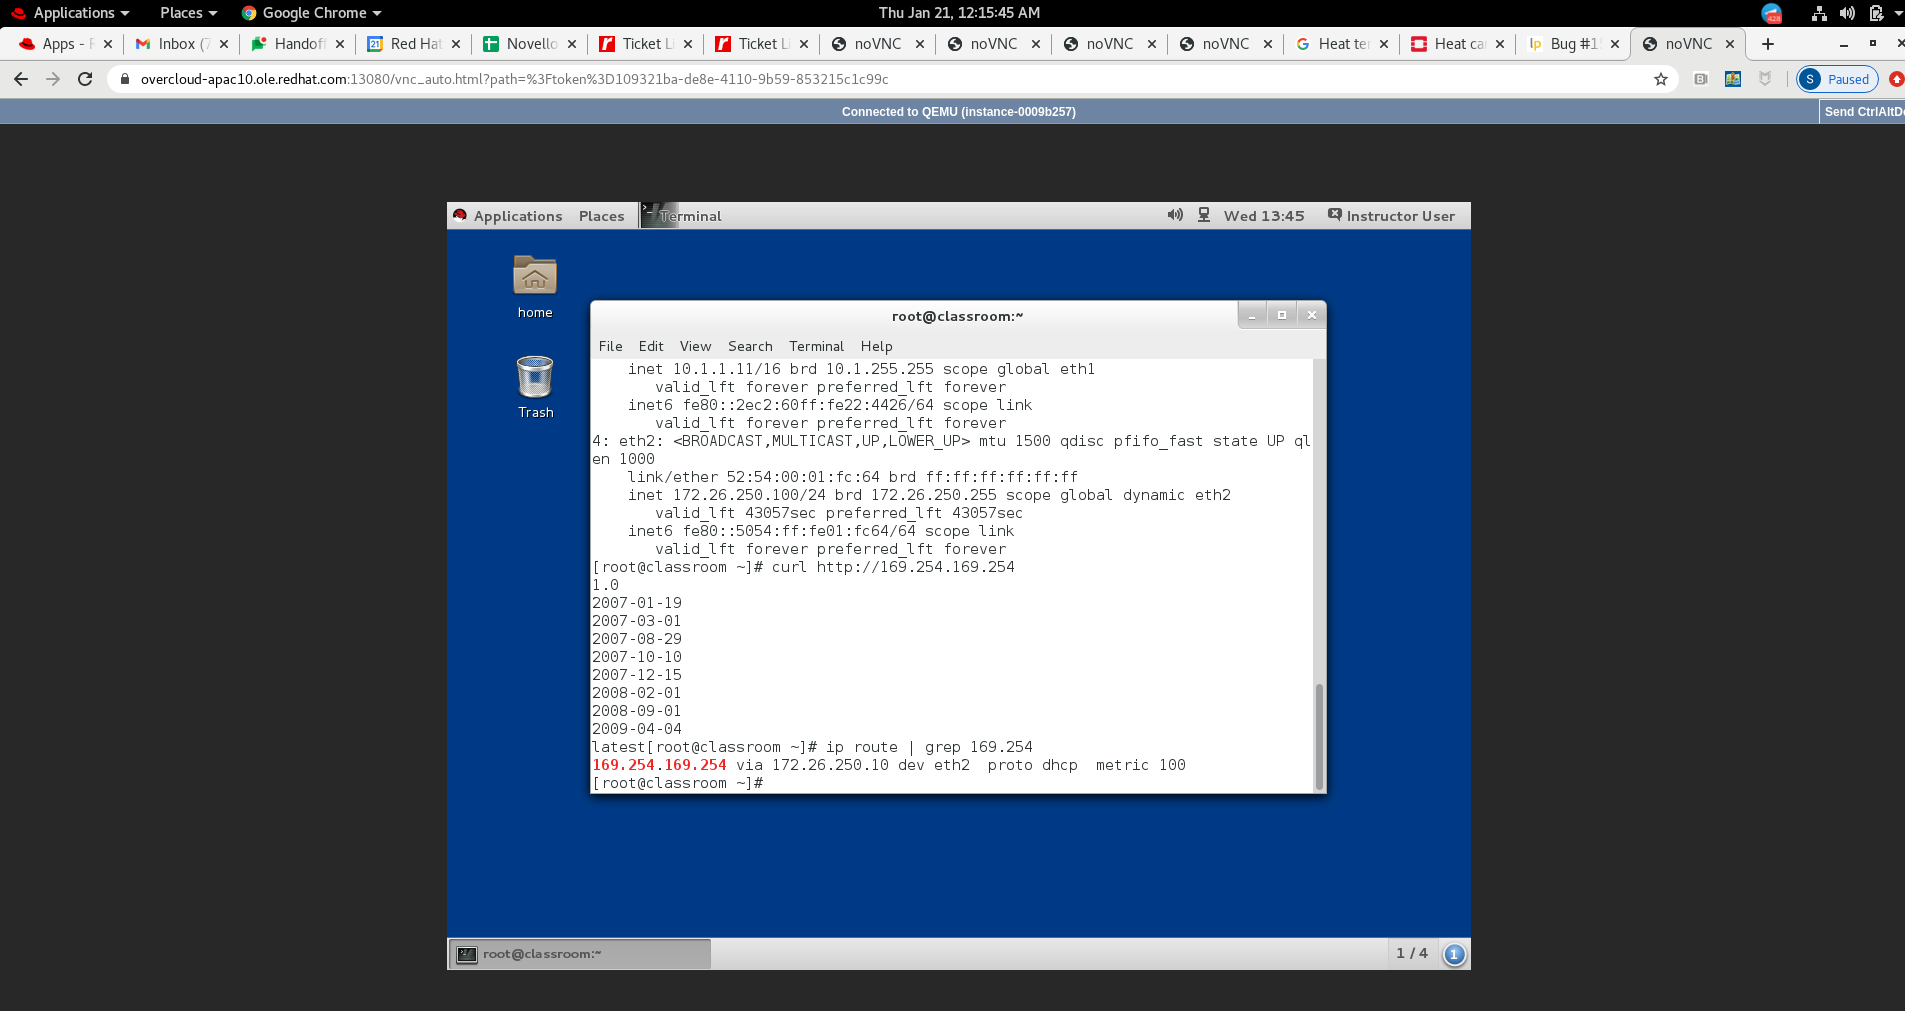 Applications Places Google Chrome Thu Jan 21, 12:15:45 AM 428
Apps - Inbox (7 Handoff Red Hat Novello Ticket Li Ticket Li noVNC noVNC noVNC noVNC Heat te Heat ca Bug #1 noVNC
overcloud-apac10.ole.redhat.com:13080/vnc_auto.html?path=%3Ftoken%3D109321ba-de8e-4110-9b59-853215c1c99c S Paused
Connected to QEMU (instance-0009b257) Send CtrlAltDe
Applications Places Terminal Wed 13:45 Instructor User
home
Trash
root@classroom:~
File Edit View Search Terminal Help
inet 10.1.1.11/16 brd 10.1.255.255 scope global eth1
valid_lft forever preferred_lft forever
inet6 fe80::2ec2:60ff:fe22:4426/64 scope link
valid_lft forever preferred_lft forever
4: eth2: <BROADCAST,MULTICAST,UP,LOWER_UP> mtu 1500 qdisc pfifo_fast state UP ql
en 1000
link/ether 52:54:00:01:fc:64 brd ff:ff:ff:ff:ff:ff
inet 172.26.250.100/24 brd 172.26.250.255 scope global dynamic eth2
valid_lft 43057sec preferred_lft 43057sec
inet6 fe80::5054:ff:fe01:fc64/64 scope link
valid_lft forever preferred_lft forever
[root@classroom ~]# curl http://169.254.169.254
1.0
2007-01-19
2007-03-01
2007-08-29
2007-10-10
2007-12-15
2008-02-01
2008-09-01
2009-04-04
latest[root@classroom ~]# ip route | grep 169.254
169.254.169.254 via 172.26.250.10 dev eth2  proto dhcp  metric 100
[root@classroom ~]#
root@classroom:~ 1 / 4 1